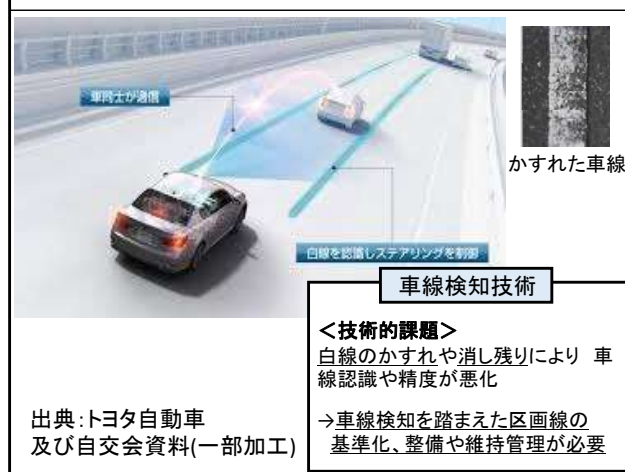 車同士が通信
かすれた車線
白線を認識しステアリングを制御
車線検知技術
＜技術的課題＞
白線のかすれや消し残りにより　車
線認識や精度が悪化
→車線検知を踏まえた区画線の
基準化、整備や維持管理が必要
出典：トヨタ自動車
及び自交会資料(一部加工)